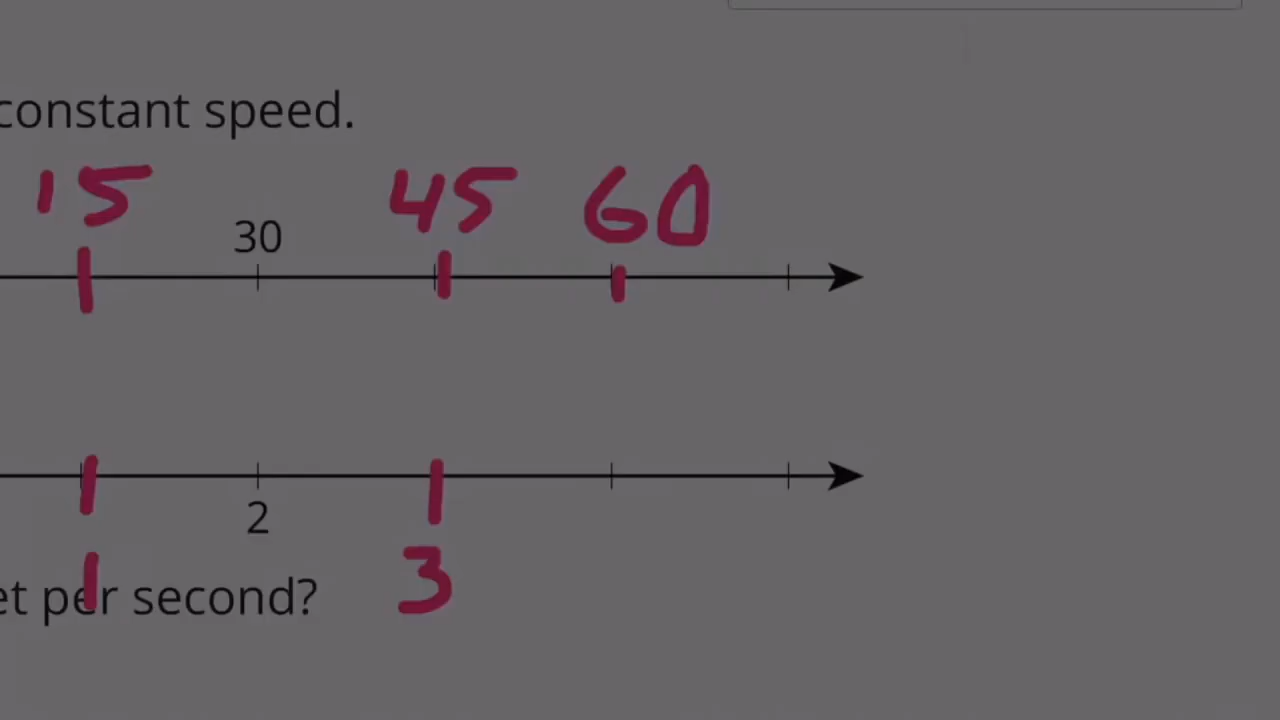 constant speed.
15 45 60
30
2
1 3
et per second?